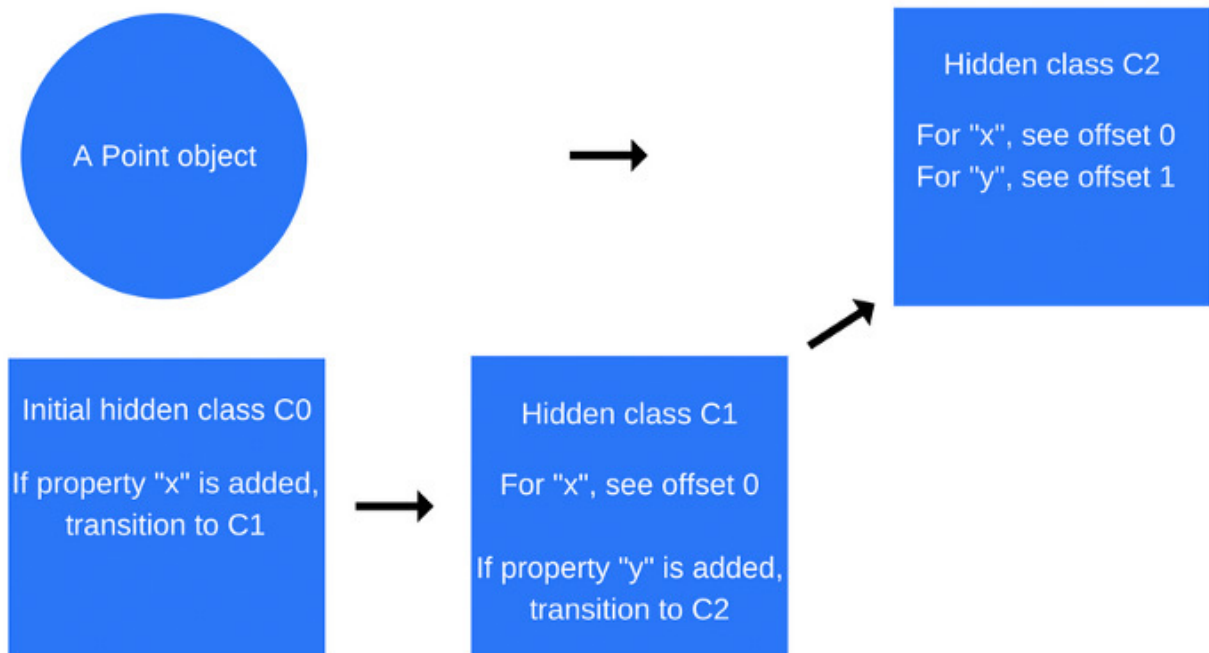 A Point object
Hidden class C2
For "x", see offset 0
For "y", see offset 1
Initial hidden class C0
If property "x" is added,
transition to C1
Hidden class C1
For "x", see offset 0
If property "y" is added,
transition to C2